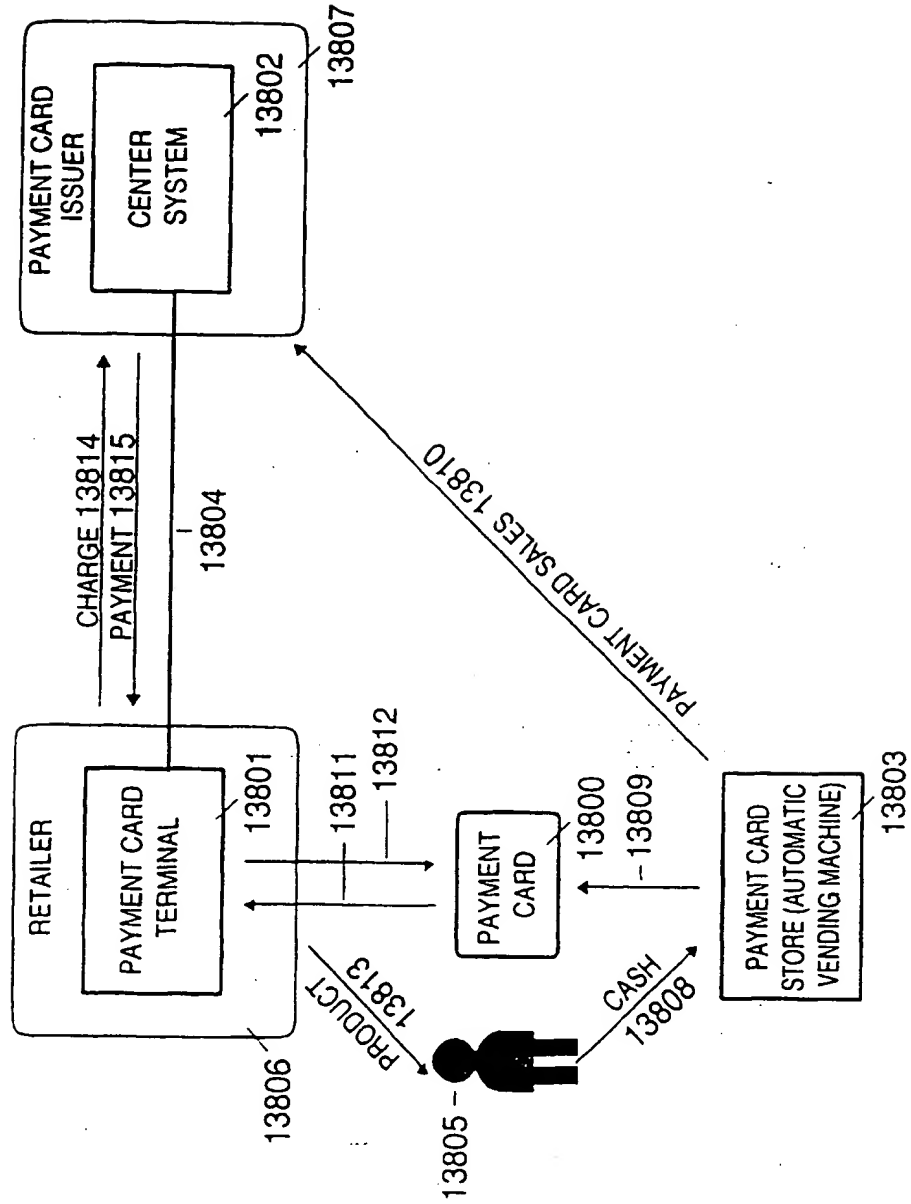 PAYMENT CARD
ISSUER
CENTER
SYSTEM
13802
13807
CHARGE 13814
PAYMENT 13815
13804
RETAILER
PAYMENT CARD
TERMINAL
13801
13811
13812
13806
PRODUCT
13813
PAYMENT
CARD
13800
13809
13805
CASH
13808
PAYMENT CARD SALES 13810
PAYMENT CARD
STORE (AUTOMATIC
VENDING MACHINE)
13803